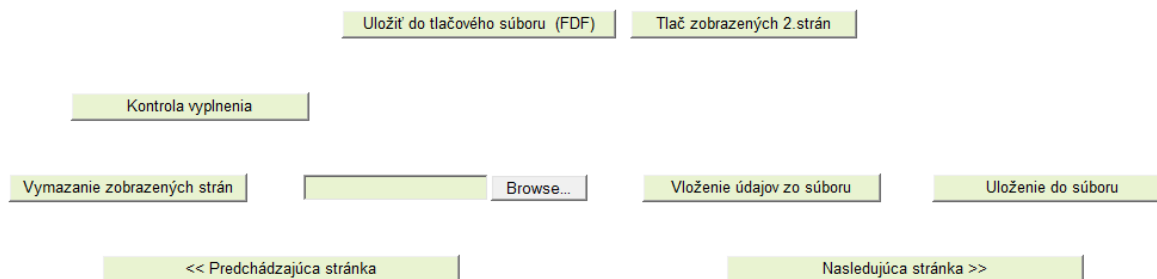 Uložiť do tlačového súboru (FDF) Tlač zobrazených 2.strán
Kontrola vyplnenia
Vymazanie zobrazených strán Browse... Vloženie údajov zo súboru Uloženie do súboru
<< Predchádzajúca stránka Nasledujúca stránka >>